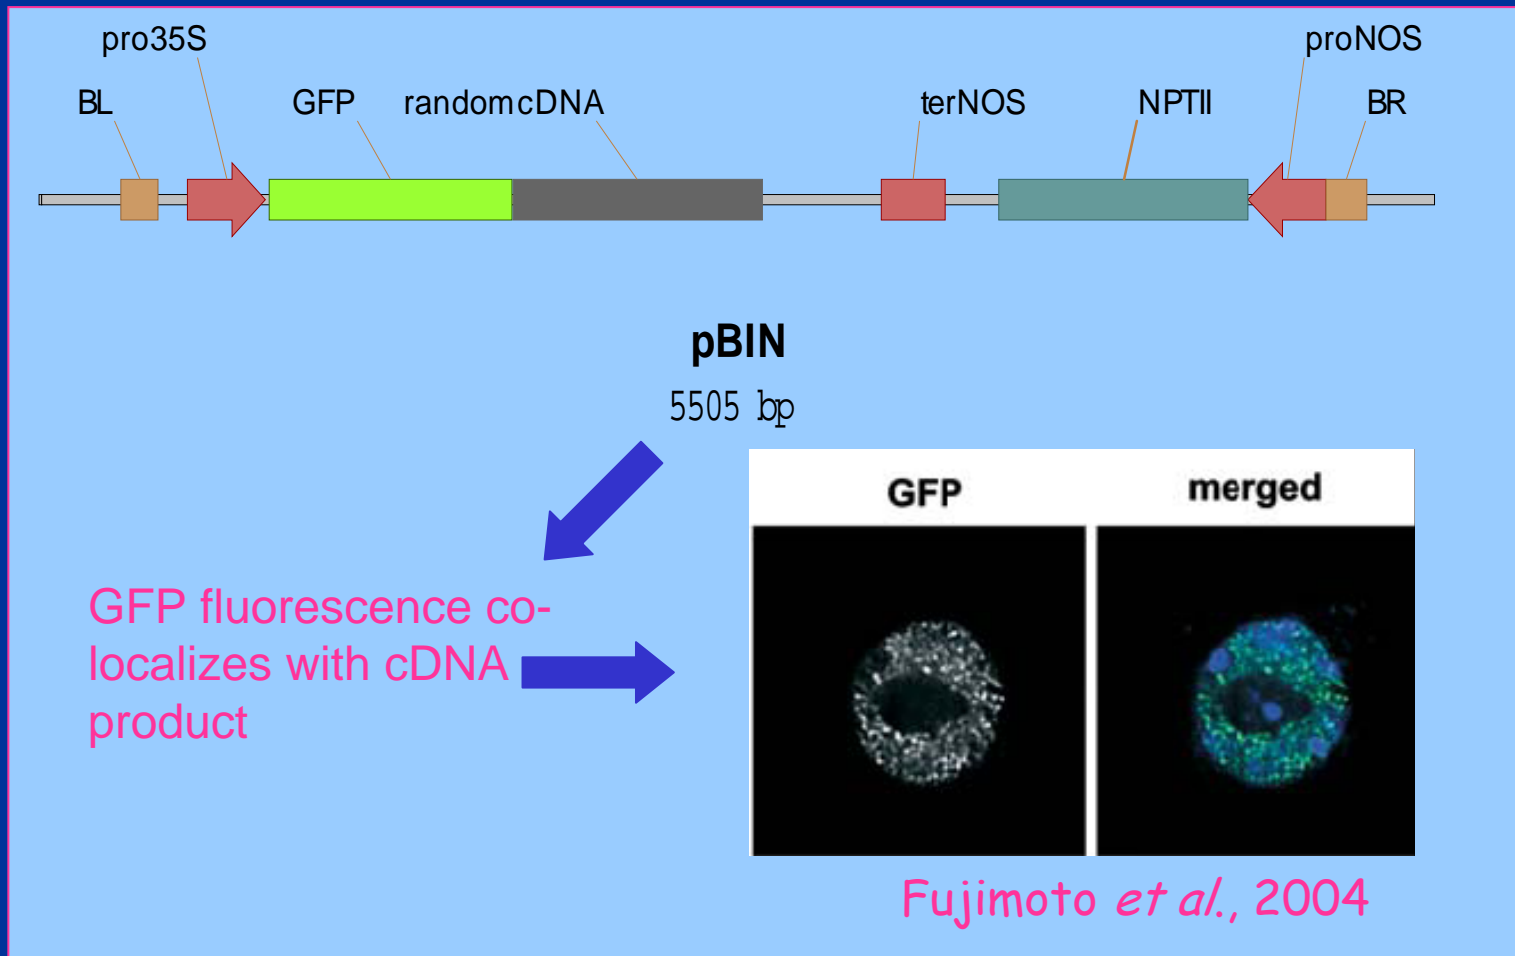 pro35S
proNOS
BL
GFP
randomcDNA
terNOS
NPTII
BR
pBIN
5505 bp
GFP
merged
GFP fluorescence co-
localizes with cDNA
product
Fujimoto et al., 2004